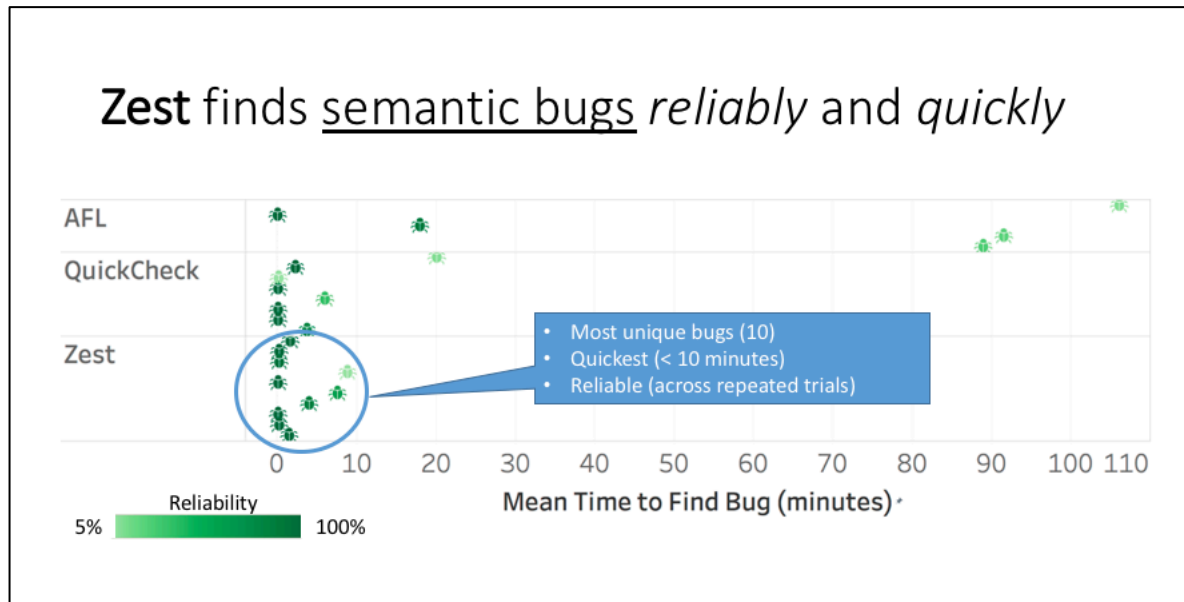 Zest finds semantic bugs reliably and quickly
AFL
QuickCheck
Zest
• Most unique bugs (10)
• Quickest (< 10 minutes)
• Reliable (across repeated trials)
0 10 20 30 40 50 60 70 80 90 100 110
Mean Time to Find Bug (minutes)
Reliability
5% 100%